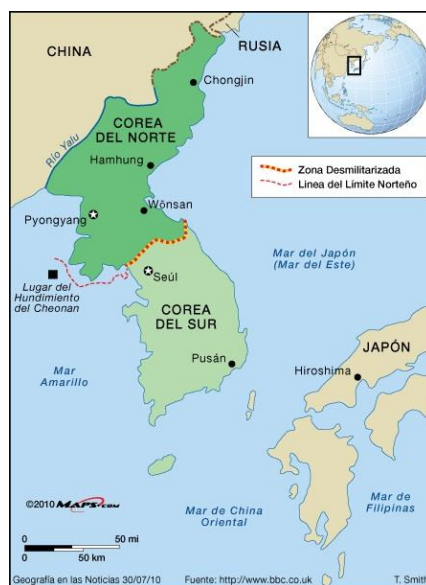 CHINA
RUSIA
Chongjin
COREA
DEL NORTE
Río Yalu
Hamhung
Zona Desmilitarizada
Linea del Límite Norteño
Wönsan
Pyongyang
Mar del Japón
(Mar del Este)
Seúl
Lugar del
Hundimiento
del Cheonan
COREA
DEL SUR
JAPÓN
Mar
Amarillo
Pusán
Hiroshima
©2010 MAPS.com
Mar de China
Oriental
Mar de
Filipinas
0 50 mi
0 50 km
Geografía en las Noticias 30/07/10 Fuente: http://www.bbc.co.uk T. Smith